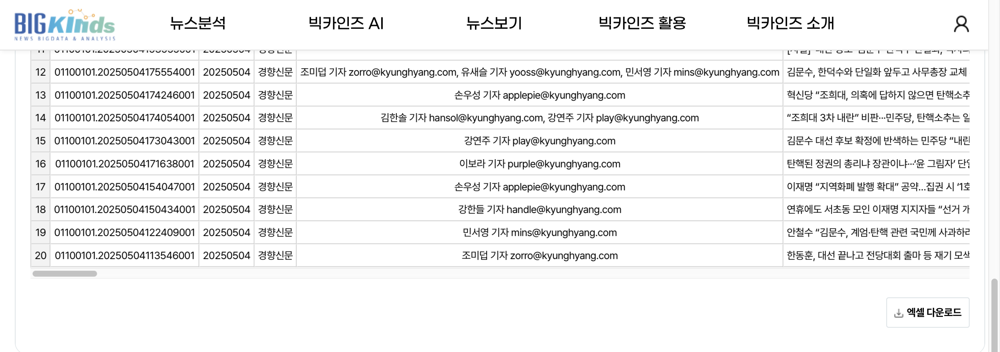 BIGKinds
NEWS BIGDATA & ANALYSIS
뉴스분석 빅카인즈 AI 뉴스보기 빅카인즈 활용 빅카인즈 소개
12 01100101.20250504175554001 20250504 경향신문 조미덥 기자 zorro@kyunghyang.com, 유새슬 기자 yooss@kyunghyang.com, 민서영 기자 mins@kyunghyang.com 김문수, 한덕수와 단일화 앞두고 사무총장 교체
13 01100101.20250504174246001 20250504 경향신문 손우성 기자 applepie@kyunghyang.com 혁신당 “조희대, 의혹에 답하지 않으면 탄핵소추
14 01100101.20250504174054001 20250504 경향신문 김한솔 기자 hansol@kyunghyang.com, 강연주 기자 play@kyunghyang.com “조희대 3차 내란” 비판···민주당, 탄핵소추는 일
15 01100101.20250504173043001 20250504 경향신문 강연주 기자 play@kyunghyang.com 김문수 대선 후보 확정에 반색하는 민주당 “내란
16 01100101.20250504171638001 20250504 경향신문 이보라 기자 purple@kyunghyang.com 탄핵된 정권의 총리냐 장관이냐···‘윤 그림자’ 단일
17 01100101.20250504154047001 20250504 경향신문 손우성 기자 applepie@kyunghyang.com 이재명 “지역화폐 발행 확대” 공약…집권 시 ‘1호
18 01100101.20250504150434001 20250504 경향신문 강한들 기자 handle@kyunghyang.com 연휴에도 서초동 모인 이재명 지지자들 “선거 개
19 01100101.20250504122409001 20250504 경향신문 민서영 기자 mins@kyunghyang.com 안철수 “김문수, 계엄·탄핵 관련 국민께 사과하라
20 01100101.20250504113546001 20250504 경향신문 조미덥 기자 zorro@kyunghyang.com 한동훈, 대선 끝나고 전당대회 출마 등 재기 모색
엑셀 다운로드